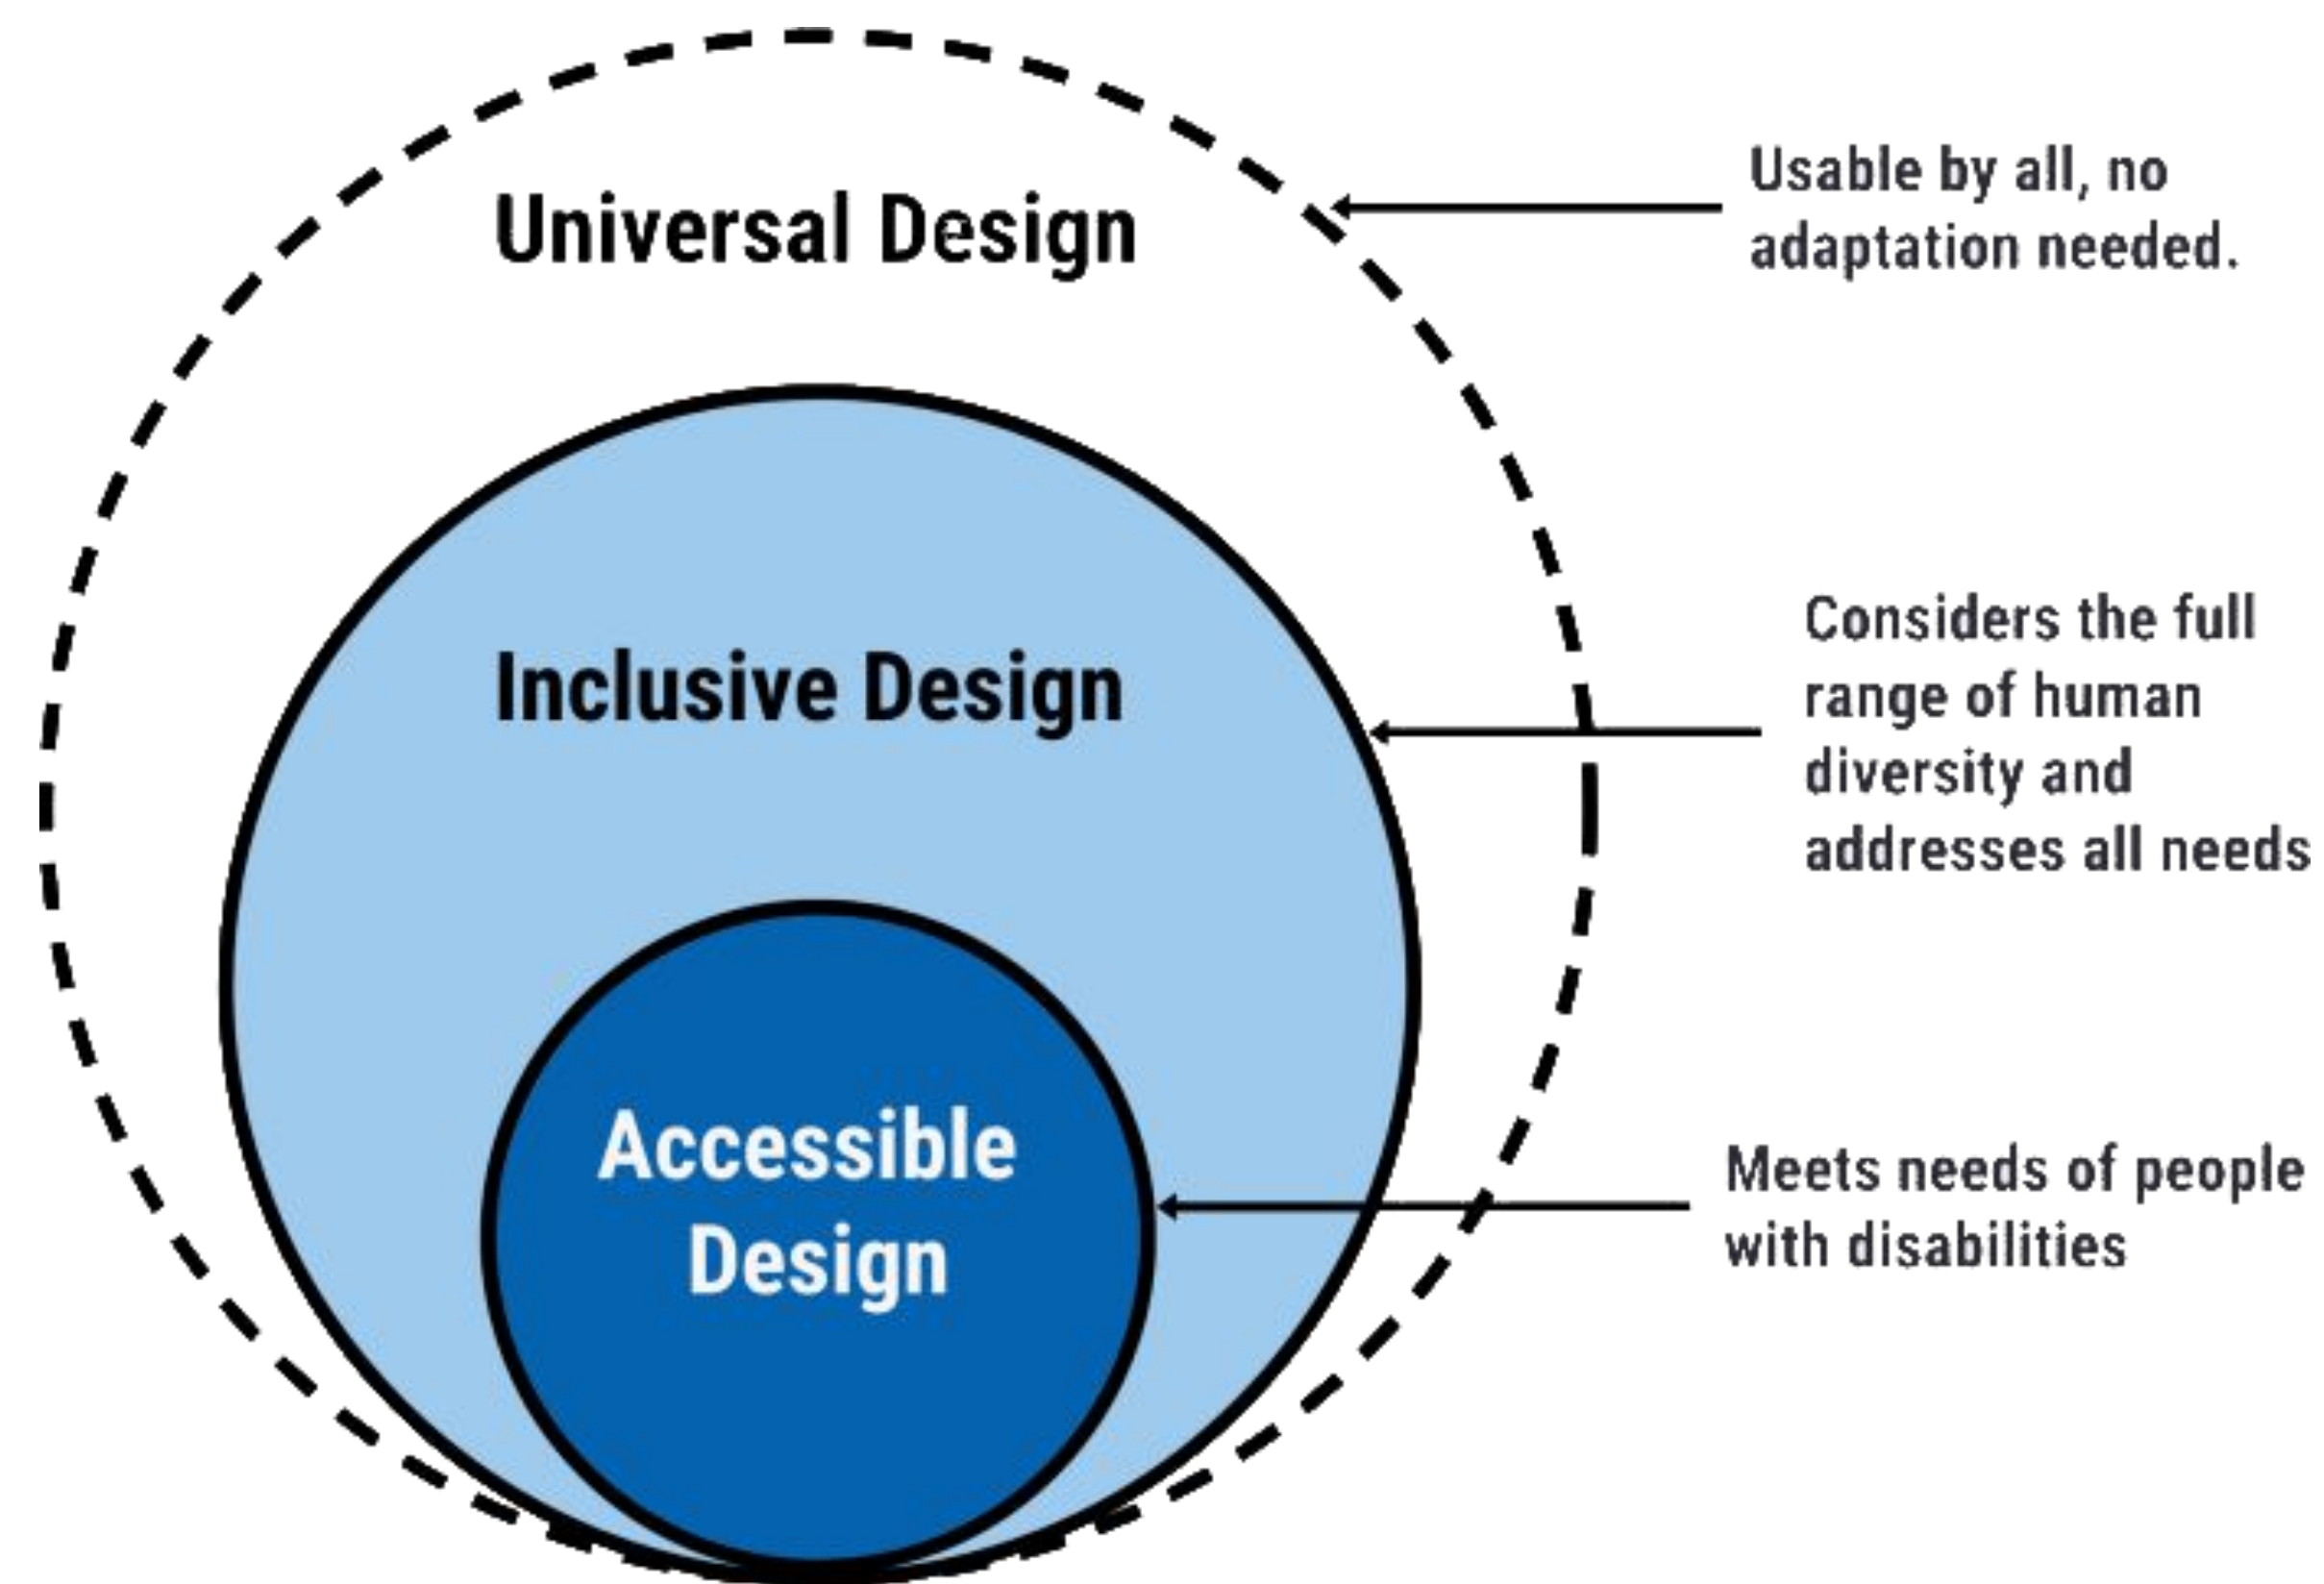 Universal Design
Usable by all, no
adaptation needed.
Inclusive Design
Considers the full
range of human
diversity and
addresses all needs
Accessible
Design
Meets needs of people
with disabilities